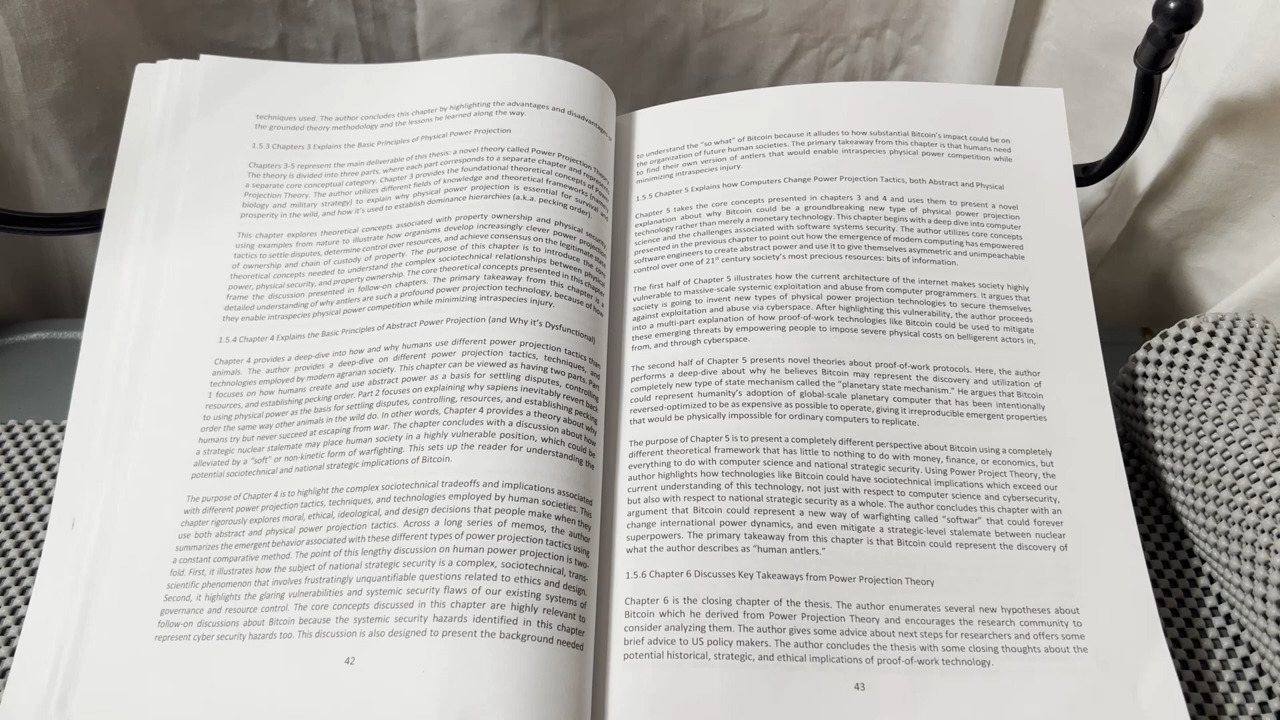 techniques used. The author concludes this chapter by highlighting the advantages and disadvantages of
the grounded theory methodology and the lessons he learned along the way.
1.5.3 Chapters 3 Explains the Basic Principles of Physical Power Projection
Chapters 3-5 represent the main deliverable of this thesis: a novel theory called Power Projection Theory.
The theory is divided into three parts, where each part corresponds to a separate chapter and represents
a separate core conceptual category. Chapter 3 provides the foundational theoretical concepts of Power
Projection Theory. The author utilizes different fields of knowledge and theoretical frameworks (namely
biology and military strategy) to explain why physical power projection is essential for survival and
prosperity in the wild, and how it's used to establish dominance hierarchies (a.k.a. pecking order).
This chapter explores theoretical concepts associated with property ownership and physical security,
using examples from nature to illustrate how organisms develop increasingly clever power projection
tactics to settle disputes, determine control over resources, and achieve consensus on the legitimate state
of ownership and chain of custody of property. The purpose of this chapter is to introduce the core
theoretical concepts needed to understand the complex sociotechnical relationships between physical
power, physical security, and property ownership. The core theoretical concepts presented in this chapter
frame the discussion presented in follow-on chapters. The primary takeaway from this chapter is a
detailed understanding of why antlers are such a profound power projection technology, because of how
they enable intraspecies physical power competition while minimizing intraspecies injury.
1.5.4 Chapter 4 Explains the Basic Principles of Abstract Power Projection (and Why it's Dysfunctional)
Chapter 4 provides a deep-dive into how and why humans use different power projection tactics than
animals. The author provides a deep-dive on different power projection tactics, techniques, and
technologies employed by modern agrarian society. This chapter can be viewed as having two parts. Part
1 focuses on how humans create and use abstract power as a basis for settling disputes, controlling
resources, and establishing pecking order. Part 2 focuses on explaining why sapiens inevitably revert back
to using physical power as the basis for settling disputes, controlling, resources, and establishing pecking
order the same way other animals in the wild do. In other words, Chapter 4 provides a theory about why
humans try but never succeed at escaping from war. The chapter concludes with a discussion about how
a strategic nuclear stalemate may place human society in a highly vulnerable position, which could be
alleviated by a "soft" or non-kinetic form of warfighting. This sets up the reader for understanding the
potential sociotechnical and national strategic implications of Bitcoin.
The purpose of Chapter 4 is to highlight the complex sociotechnical tradeoffs and implications associated
with different power projection tactics, techniques, and technologies employed by human societies. This
chapter rigorously explores moral, ethical, ideological, and design decisions that people make when they
use both abstract and physical power projection tactics. Across a long series of memos, the author
summarizes the emergent behavior associated with these different types of power projection tactics using
a constant comparative method. The point of this lengthy discussion on human power projection is two-
fold. First, it illustrates how the subject of national strategic security is a complex, sociotechnical, trans-
scientific phenomenon that involves frustratingly unquantifiable questions related to ethics and design.
Second, it highlights the glaring vulnerabilities and systemic security flaws of our existing systems of
governance and resource control. The core concepts discussed in this chapter are highly relevant to
follow-on discussions about Bitcoin because the systemic security hazards identified in this chapter
represent cyber security hazards too. This discussion is also designed to present the background needed
42
to understand the "so what" of Bitcoin because it alludes to how substantial Bitcoin's impact could be on
the organization of future human societies. The primary takeaway from this chapter is that humans need
to find their own version of antlers that would enable intraspecies physical power competition while
minimizing intraspecies injury.
1.5.5 Chapter 5 Explains how Computers Change Power Projection Tactics, both Abstract and Physical
Chapter 5 takes the core concepts presented in chapters 3 and 4 and uses them to present a novel
explanation about why Bitcoin could be a groundbreaking new type of physical power projection
technology rather than merely a monetary technology. This chapter begins with a deep dive into computer
science and the challenges associated with software systems security. The author utilizes core concepts
presented in the previous chapter to point out how the emergence of modern computing has empowered
software engineers to create abstract power and use it to give themselves asymmetric and unimpeachable
control over one of 21st century society's most precious resources: bits of information.
The first half of Chapter 5 illustrates how the current architecture of the internet makes society highly
vulnerable to massive-scale systemic exploitation and abuse from computer programmers. It argues that
society is going to invent new types of physical power projection technologies to secure themselves
against exploitation and abuse via cyberspace. After highlighting this vulnerability, the author proceeds
into a multi-part explanation of how proof-of-work technologies like Bitcoin could be used to mitigate
these emerging threats by empowering people to impose severe physical costs on belligerent actors in,
from, and through cyberspace.
The second half of Chapter 5 presents novel theories about proof-of-work protocols. Here, the author
performs a deep-dive about why he believes Bitcoin may represent the discovery and utilization of
completely new type of state mechanism called the "planetary state mechanism." He argues that Bitcoin
could represent humanity's adoption of global-scale planetary computer that has been intentionally
reversed-optimized to be as expensive as possible to operate, giving it irreproducible emergent properties
that would be physically impossible for ordinary computers to replicate.
The purpose of Chapter 5 is to present a completely different perspective about Bitcoin using a completely
different theoretical framework that has little to nothing to do with money, finance, or economics, but
everything to do with computer science and national strategic security. Using Power Project Theory, the
author highlights how technologies like Bitcoin could have sociotechnical implications which exceed our
current understanding of this technology, not just with respect to computer science and cybersecurity,
but also with respect to national strategic security as a whole. The author concludes this chapter with an
argument that Bitcoin could represent a new way of warfighting called "softwar" that could forever
change international power dynamics, and even mitigate a strategic-level stalemate between nuclear
superpowers. The primary takeaway from this chapter is that Bitcoin could represent the discovery of
what the author describes as "human antlers."
1.5.6 Chapter 6 Discusses Key Takeaways from Power Projection Theory
Chapter 6 is the closing chapter of the thesis. The author enumerates several new hypotheses about
Bitcoin which he derived from Power Projection Theory and encourages the research community to
consider analyzing them. The author gives some advice about next steps for researchers and offers some
brief advice to US policy makers. The author concludes the thesis with some closing thoughts about the
potential historical, strategic, and ethical implications of proof-of-work technology.
43